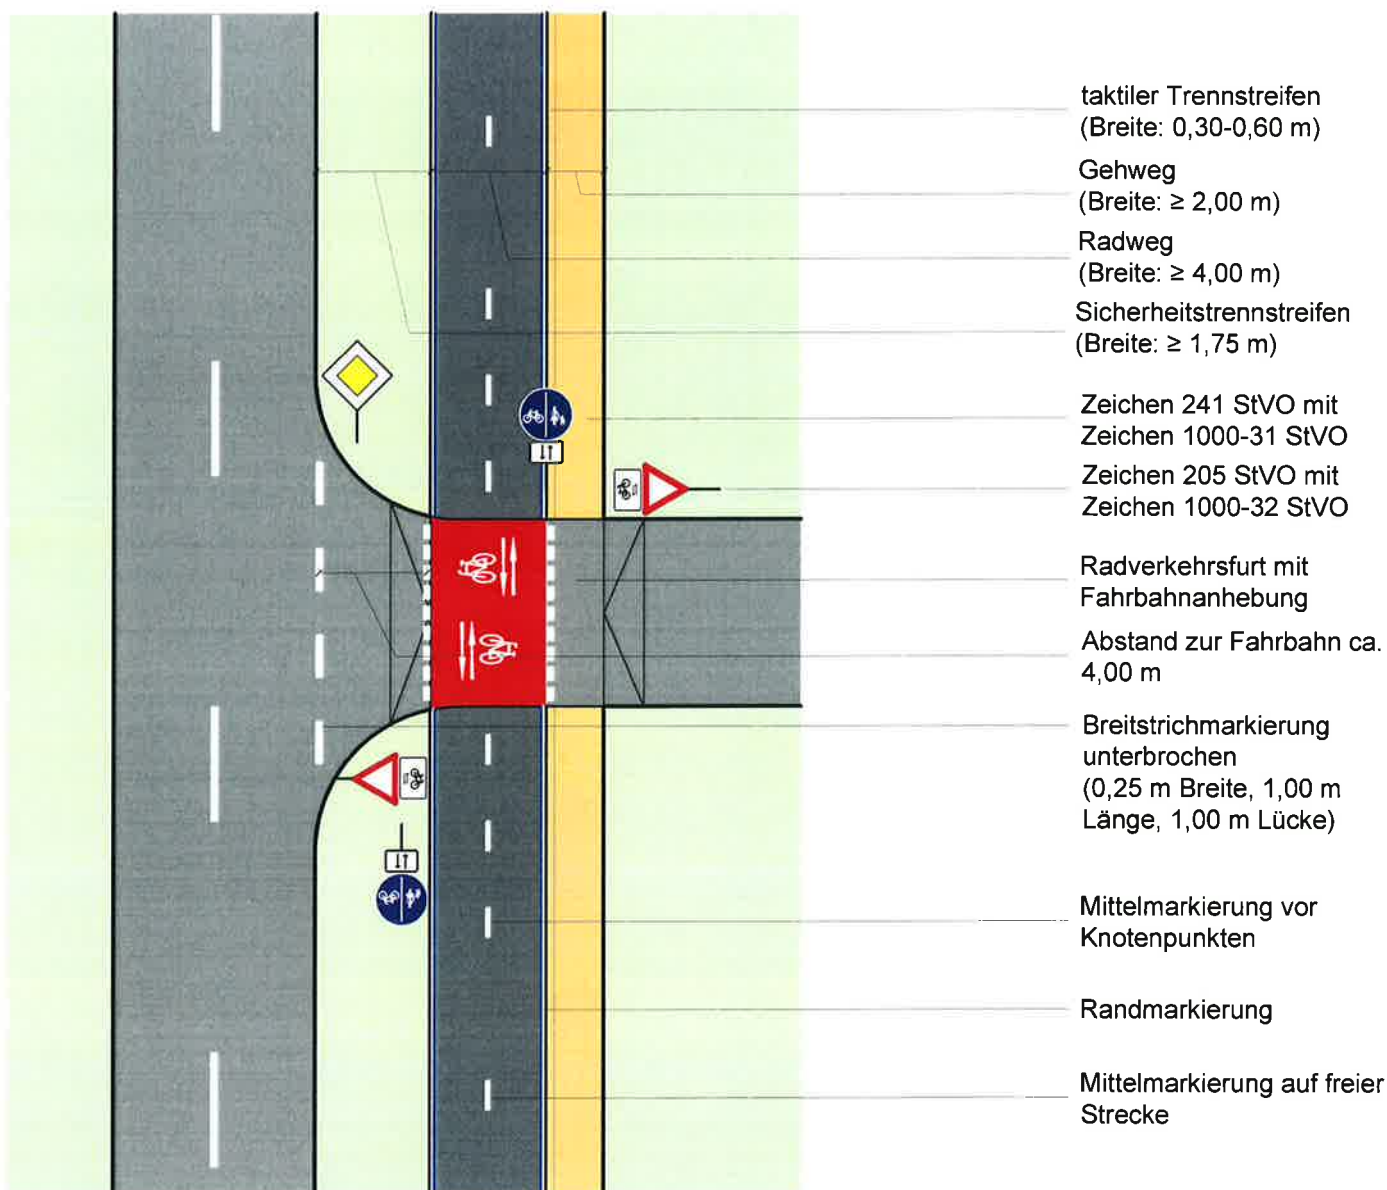 taktiler Trennstreifen
(Breite: 0,30-0,60 m)
Gehweg
(Breite: ≥ 2,00 m)
Radweg
(Breite: ≥ 4,00 m)
Sicherheitstrennstreifen
(Breite: ≥ 1,75 m)
Zeichen 241 StVO mit
Zeichen 1000-31 StVO
Zeichen 205 StVO mit
Zeichen 1000-32 StVO
Radverkehrsfurt mit
Fahrbahnanhebung
Abstand zur Fahrbahn ca.
4,00 m
Breitstrichmarkierung
unterbrochen
(0,25 m Breite, 1,00 m
Länge, 1,00 m Lücke)
Mittelmarkierung vor
Knotenpunkten
Randmarkierung
Mittelmarkierung auf freier
Strecke